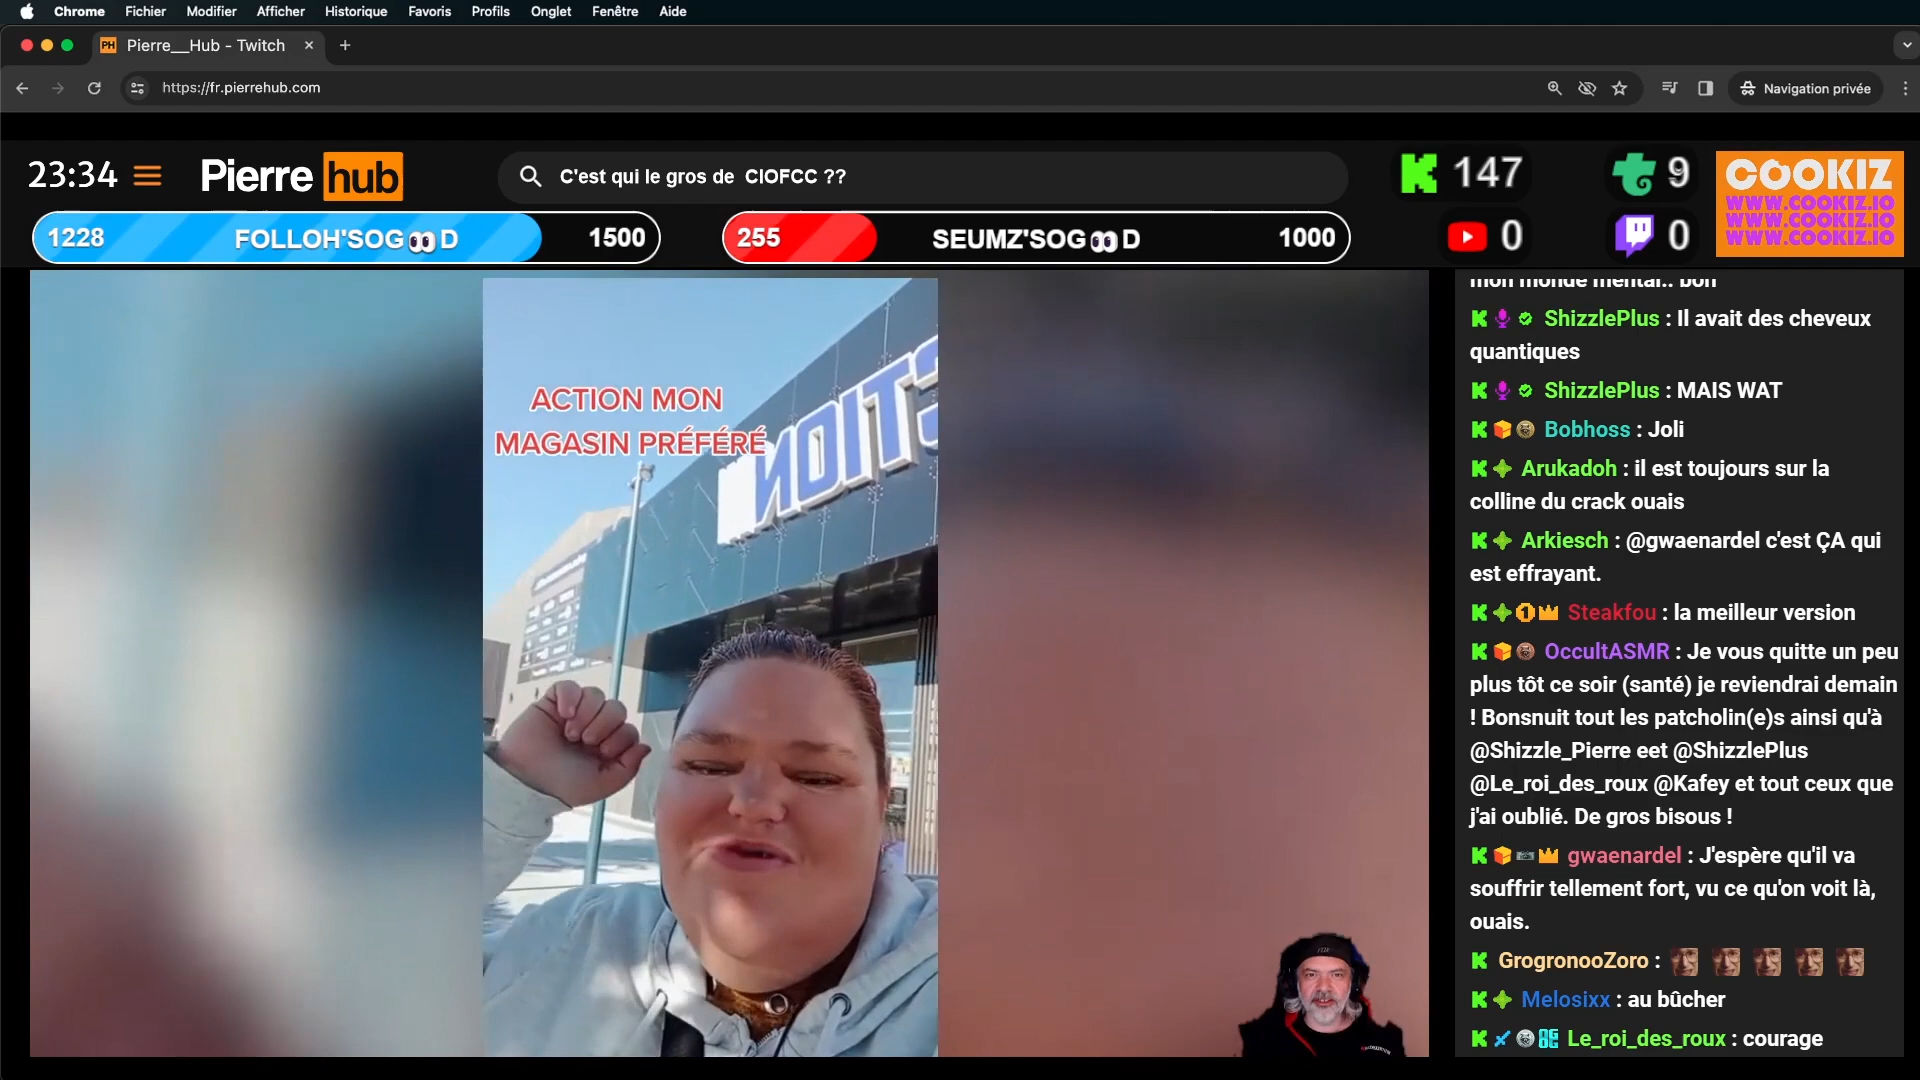 Chrome Fichier Modifier Afficher Historique Favoris Profils Onglet Fenêtre Aide
PH Pierre__Hub - Twitch
https://fr.pierrehub.com
Navigation privée
23:34
Pierre hub
C'est qui le gros de CIOFCC ??
147
9
COOKIZ
WWW.COOKIZ.IO
WWW.COOKIZ.IO
WWW.COOKIZ.IO
1228 FOLLOH'SOG👀D 1500
255 SEUMZ'SOG👀D 1000
0
0
ACTION MON
MAGASIN PRÉFÉRÉ
mon monde mental.. bon
ShizzlePlus : Il avait des cheveux
quantiques
ShizzlePlus : MAIS WAT
Bobhoss : Joli
Arukadoh : il est toujours sur la
colline du crack ouais
Arkiesch : @gwaenardel c'est ÇA qui
est effrayant.
Steakfou : la meilleur version
OccultASMR : Je vous quitte un peu
plus tôt ce soir (santé) je reviendrai demain
! Bonsnuit tout les patcholin(e)s ainsi qu'à
@Shizzle_Pierre eet @ShizzlePlus
@Le_roi_des_roux @Kafey et tout ceux que
j'ai oublié. De gros bisous !
gwaenardel : J'espère qu'il va
souffrir tellement fort, vu ce qu'on voit là,
ouais.
GrogronooZoro :
Melosixx : au bûcher
Le_roi_des_roux : courage